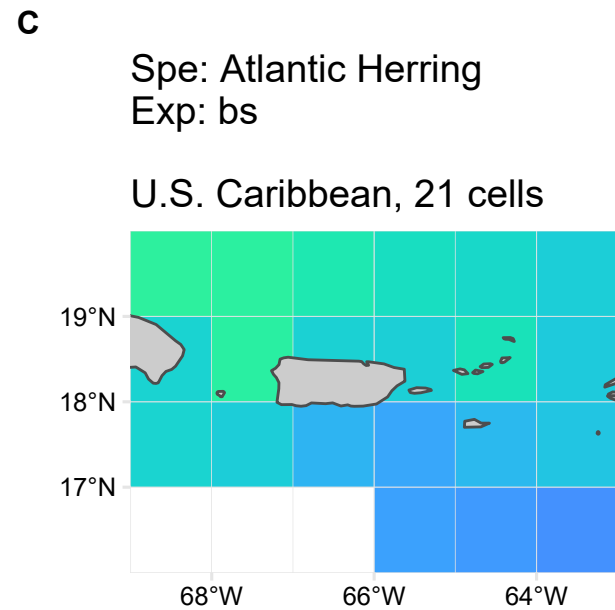 C
Spe: Atlantic Herring
Exp: bs
U.S. Caribbean, 21 cells
19°N
18°N
17°N
68°W 66°W 64°W